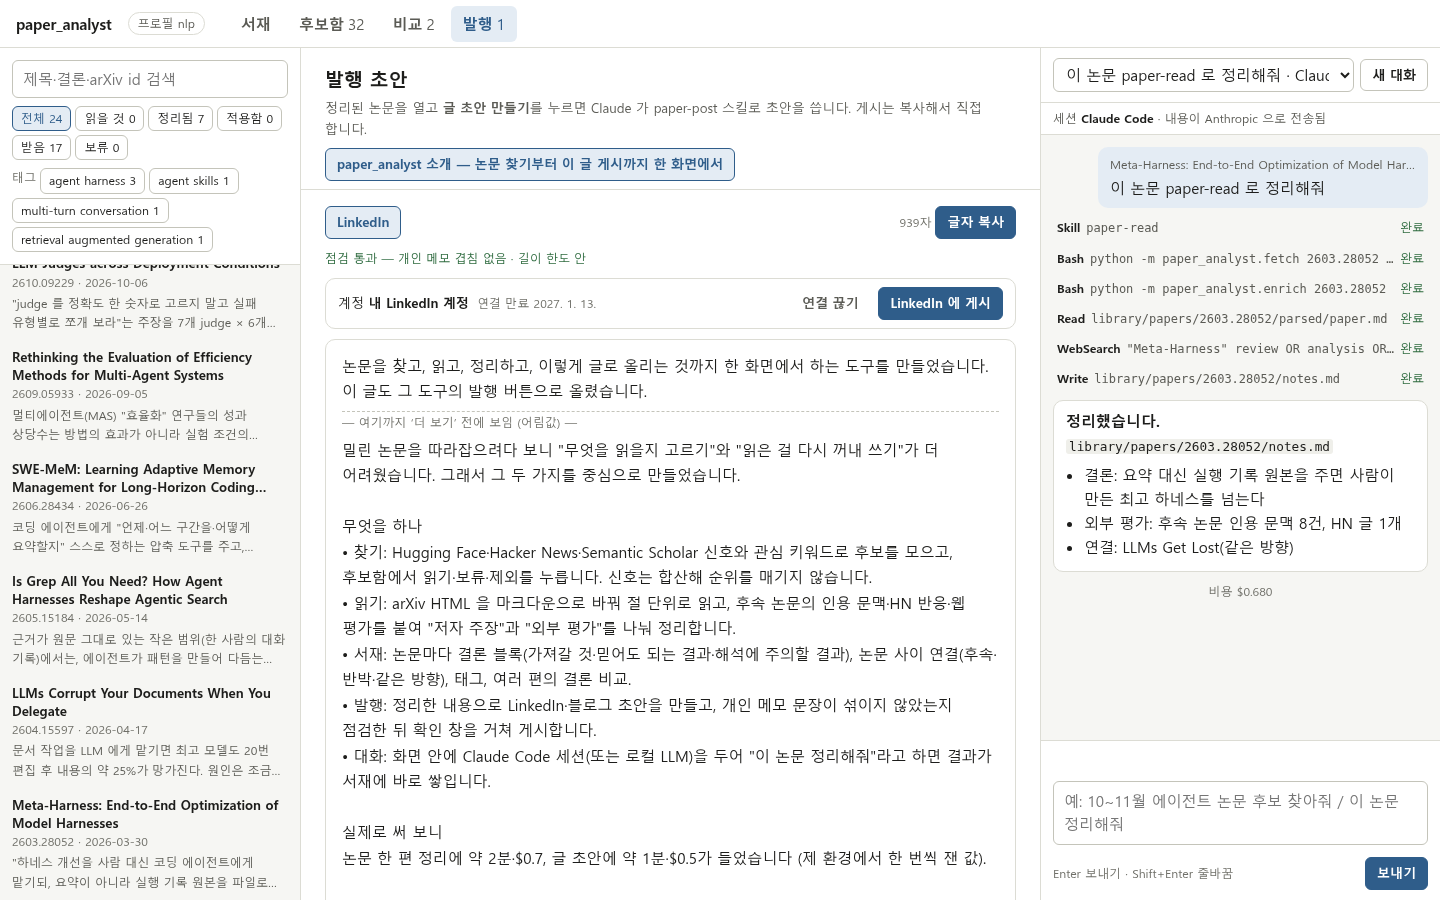 paper_analyst 프로필 nlp 서재 후보함 32 비교 2 발행 1
제목·결론·arXiv id 검색
전체 24 읽을 것 0 정리됨 7 적용함 0
받음 17 보류 0
태그 agent harness 3 agent skills 1
multi-turn conversation 1
retrieval augmented generation 1
LLM Judges across Deployment Conditions
2610.09229 · 2026-10-06
"judge 를 정확도 한 숫자로 고르지 말고 실패
유형별로 쪼개 보라"는 주장을 7개 judge × 6개...
Rethinking the Evaluation of Efficiency
Methods for Multi-Agent Systems
2609.05933 · 2026-09-05
멀티에이전트(MAS) "효율화" 연구들의 성과
상당수는 방법의 효과가 아니라 실험 조건의...
SWE-MeM: Learning Adaptive Memory
Management for Long-Horizon Coding...
2606.28434 · 2026-06-26
코딩 에이전트에게 "언제·어느 구간을·어떻게
요약할지" 스스로 정하는 압축 도구를 주고,...
Is Grep All You Need? How Agent
Harnesses Reshape Agentic Search
2605.15184 · 2026-05-14
근거가 원문 그대로 있는 작은 범위(한 사람의 대화
기록)에서는, 에이전트가 패턴을 만들어 다듬는...
LLMs Corrupt Your Documents When You
Delegate
2604.15597 · 2026-04-17
문서 작업을 LLM 에게 맡기면 최고 모델도 20번
편집 후 내용의 약 25%가 망가진다. 원인은 조금...
Meta-Harness: End-to-End Optimization of
Model Harnesses
2603.28052 · 2026-03-30
"하네스 개선을 사람 대신 코딩 에이전트에게
맡기되, 요약이 아니라 실행 기록 원본을 파일로...
발행 초안
정리된 논문을 열고 글 초안 만들기를 누르면 Claude 가 paper-post 스킬로 초안을 씁니다. 게시는 복사해서 직접
합니다.
paper_analyst 소개 — 논문 찾기부터 이 글 게시까지 한 화면에서
LinkedIn 939자 글자 복사
점검 통과 — 개인 메모 겹침 없음 · 길이 한도 안
계정 내 LinkedIn 계정 연결 만료 2027. 1. 13. 연결 끊기 LinkedIn 에 게시
논문을 찾고, 읽고, 정리하고, 이렇게 글로 올리는 것까지 한 화면에서 하는 도구를 만들었습니다.
이 글도 그 도구의 발행 버튼으로 올렸습니다.
— 여기까지 '더 보기' 전에 보임 (어림값) —
밀린 논문을 따라잡으려다 보니 "무엇을 읽을지 고르기"와 "읽은 걸 다시 꺼내 쓰기"가 더
어려웠습니다. 그래서 그 두 가지를 중심으로 만들었습니다.
무엇을 하나
• 찾기: Hugging Face·Hacker News·Semantic Scholar 신호와 관심 키워드로 후보를 모으고,
후보함에서 읽기·보류·제외를 누릅니다. 신호는 합산해 순위를 매기지 않습니다.
• 읽기: arXiv HTML 을 마크다운으로 바꿔 절 단위로 읽고, 후속 논문의 인용 문맥·HN 반응·웹
평가를 붙여 "저자 주장"과 "외부 평가"를 나눠 정리합니다.
• 서재: 논문마다 결론 블록(가져갈 것·믿어도 되는 결과·해석에 주의할 결과), 논문 사이 연결(후속·
반박·같은 방향), 태그, 여러 편의 결론 비교.
• 발행: 정리한 내용으로 LinkedIn·블로그 초안을 만들고, 개인 메모 문장이 섞이지 않았는지
점검한 뒤 확인 창을 거쳐 게시합니다.
• 대화: 화면 안에 Claude Code 세션(또는 로컬 LLM)을 두어 "이 논문 정리해줘"라고 하면 결과가
서재에 바로 쌓입니다.
실제로 써 보니
논문 한 편 정리에 약 2분·$0.7, 글 초안에 약 1분·$0.5가 들었습니다 (제 환경에서 한 번씩 잰 값).
이 논문 paper-read 로 정리해줘 · Clauc 새 대화
세션 Claude Code · 내용이 Anthropic 으로 전송됨
Meta-Harness: End-to-End Optimization of Model Har...
이 논문 paper-read 로 정리해줘
Skill paper-read 완료
Bash python -m paper_analyst.fetch 2603.28052 … 완료
Bash python -m paper_analyst.enrich 2603.28052 완료
Read library/papers/2603.28052/parsed/paper.md 완료
WebSearch "Meta-Harness" review OR analysis OR… 완료
Write library/papers/2603.28052/notes.md 완료
정리했습니다.
library/papers/2603.28052/notes.md
• 결론: 요약 대신 실행 기록 원본을 주면 사람이
만든 최고 하네스를 넘는다
• 외부 평가: 후속 논문 인용 문맥 8건, HN 글 1개
• 연결: LLMs Get Lost(같은 방향)
비용 $0.680
예: 10~11월 에이전트 논문 후보 찾아줘 / 이 논문
정리해줘
Enter 보내기 · Shift+Enter 줄바꿈 보내기